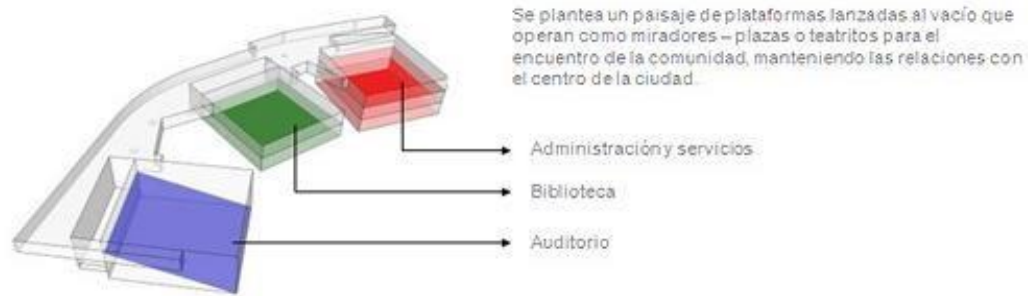 Se plantea un paisaje de plataformas lanzadas al vacío que
operan como miradores – plazas o teatritos para el
encuentro de la comunidad, manteniendo las relaciones con
el centro de la ciudad.
Administración y servicios
Biblioteca
Auditorio